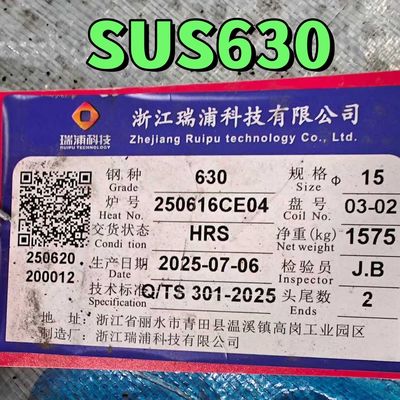 SUS630
浙江瑞浦科技有限公司
瑞浦科技
RUIPU TECHNOLOGY
Zhejiang Ruipu technology Co., Ltd.
钢种 630 规格 Φ 15
Grade Size
炉号 250616CE04 盘号 03-02
Heat No. Coil No.
交货状态 HRS 净重(kg) 1575
Condi tion Net weight
250620 生产日期 2025-07-06 检验员 J.B
Date Of Inspector
200012 技术标准 Q/TS 301-2025 头尾数 2
Specification Ends
地 址: 浙江省丽水市青田县温溪镇高岗工业园区
制造厂: 浙江瑞浦科技有限公司